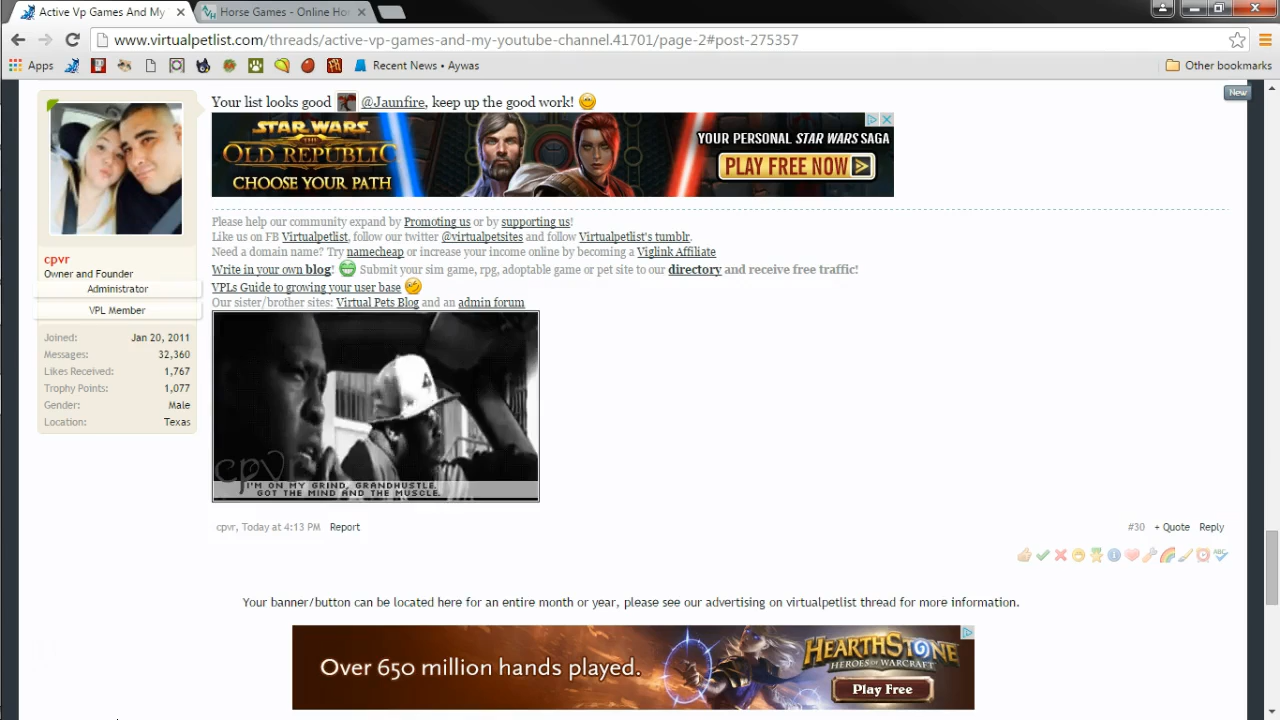 Active Vp Games And My
Horse Games - Online Ho
www.virtualpetlist.com/threads/active-vp-games-and-my-youtube-channel.41701/page-2#post-275357
Apps
Recent News • Aywas
Other bookmarks
New
Your list looks good @Jaunfire, keep up the good work!
STAR WARS
THE
OLD REPUBLIC
CHOOSE YOUR PATH
YOUR PERSONAL STAR WARS SAGA
PLAY FREE NOW
Please help our community expand by Promoting us or by supporting us!
Like us on FB Virtualpetlist, follow our twitter @virtualpetsites and follow Virtualpetlist's tumblr.
Need a domain name? Try namecheap or increase your income online by becoming a Viglink Affiliate
Write in your own blog! Submit your sim game, rpg, adoptable game or pet site to our directory and receive free traffic!
VPLs Guide to growing your user base
Our sister/brother sites: Virtual Pets Blog and an admin forum
cpvr
Owner and Founder
Administrator
VPL Member
Joined: Jan 20, 2011
Messages: 32,360
Likes Received: 1,767
Trophy Points: 1,077
Gender: Male
Location: Texas
cpvr
I'M ON MY GRIND, GRANDHUSTLE.
GOT THE MIND AND THE MUSCLE.
cpvr, Today at 4:13 PM Report
#30 + Quote Reply
ABC
Your banner/button can be located here for an entire month or year, please see our advertising on virtualpetlist thread for more information.
Over 650 million hands played.
HEARTHSTONE
HEROES OF WARCRAFT
Play Free